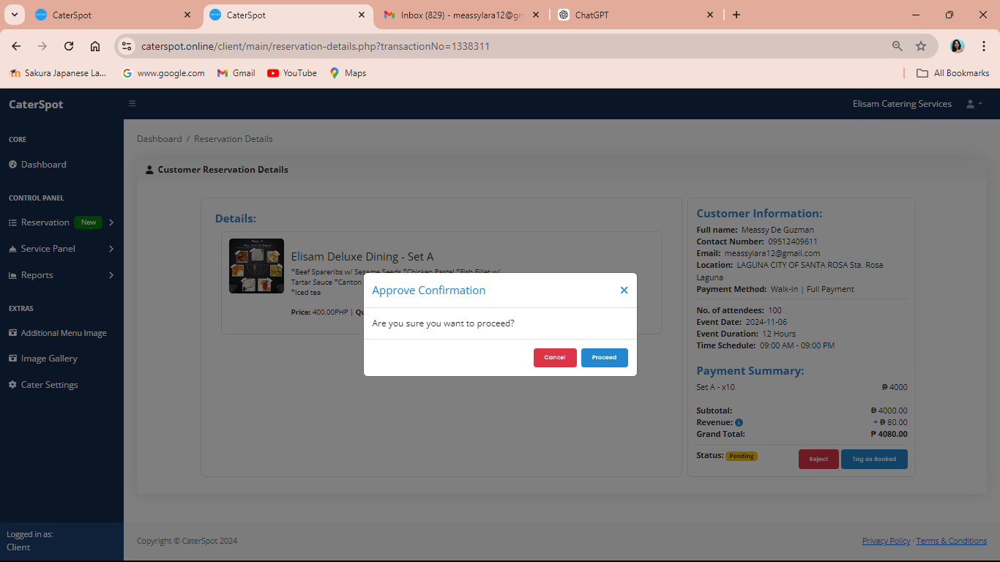 CaterSpot
CaterSpot
Inbox (829) - meassylara12@gm
ChatGPT
caterspot.online/client/main/reservation-details.php?transactionNo=1338311
Sakura Japanese La...
www.google.com
Gmail
YouTube
Maps
All Bookmarks
CaterSpot
Elisam Catering Services
CORE
Dashboard
CONTROL PANEL
Reservation New
Service Panel
Reports
EXTRAS
Additional Menu Image
Image Gallery
Cater Settings
Logged in as:
Client
Dashboard / Reservation Details
Customer Reservation Details
Details:
Elisam Deluxe Dining - Set A
*Beef Spareribs w/ Sesame Seeds *Chicken Pastel *Fish Fillet w/
Tartar Sauce *Canton
*Iced tea
Price: 400.00PHP |
Approve Confirmation
Are you sure you want to proceed?
Cancel
Proceed
Customer Information:
Full name: Meassy De Guzman
Contact Number: 09512409611
Email: meassylara12@gmail.com
Location: LAGUNA CITY OF SANTA ROSA Sta. Rosa
Laguna
Payment Method: Walk-In | Full Payment
No. of attendees: 100
Event Date: 2024-11-06
Event Duration: 12 Hours
Time Schedule: 09:00 AM - 09:00 PM
Payment Summary:
Set A - x10 ₱ 4000
Subtotal: ₱ 4000.00
Revenue: + ₱ 80.00
Grand Total: ₱ 4080.00
Status: Pending
Reject
Tag as Booked
Copyright © CaterSpot 2024
Privacy Policy · Terms & Conditions